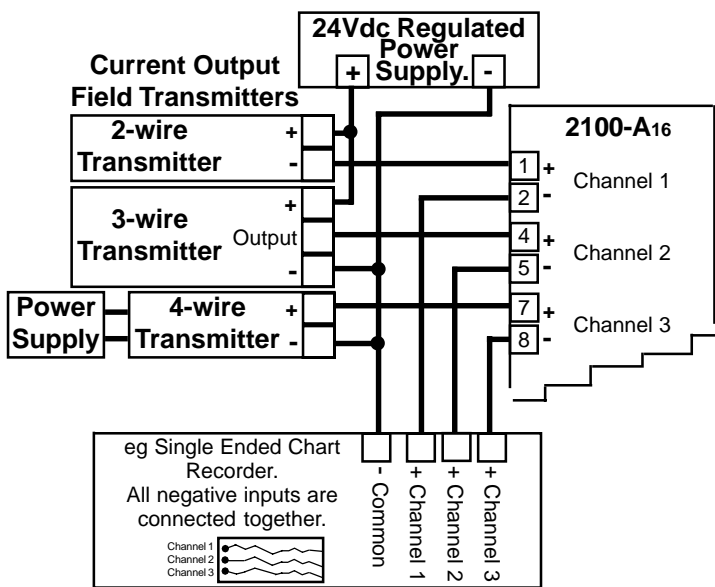 24Vdc Regulated
Power
Supply.
+
-
Current Output
Field Transmitters
2-wire
Transmitter
+
-
3-wire
Transmitter
+
Output
-
Power
Supply
4-wire
Transmitter
+
-
2100-A16
1
+
2
-
Channel 1
4
+
5
-
Channel 2
7
+
8
-
Channel 3
eg Single Ended Chart
Recorder.
All negative inputs are
connected together.
Channel 1
Channel 2
Channel 3
- Common
+ Channel 1
+ Channel 2
+ Channel 3